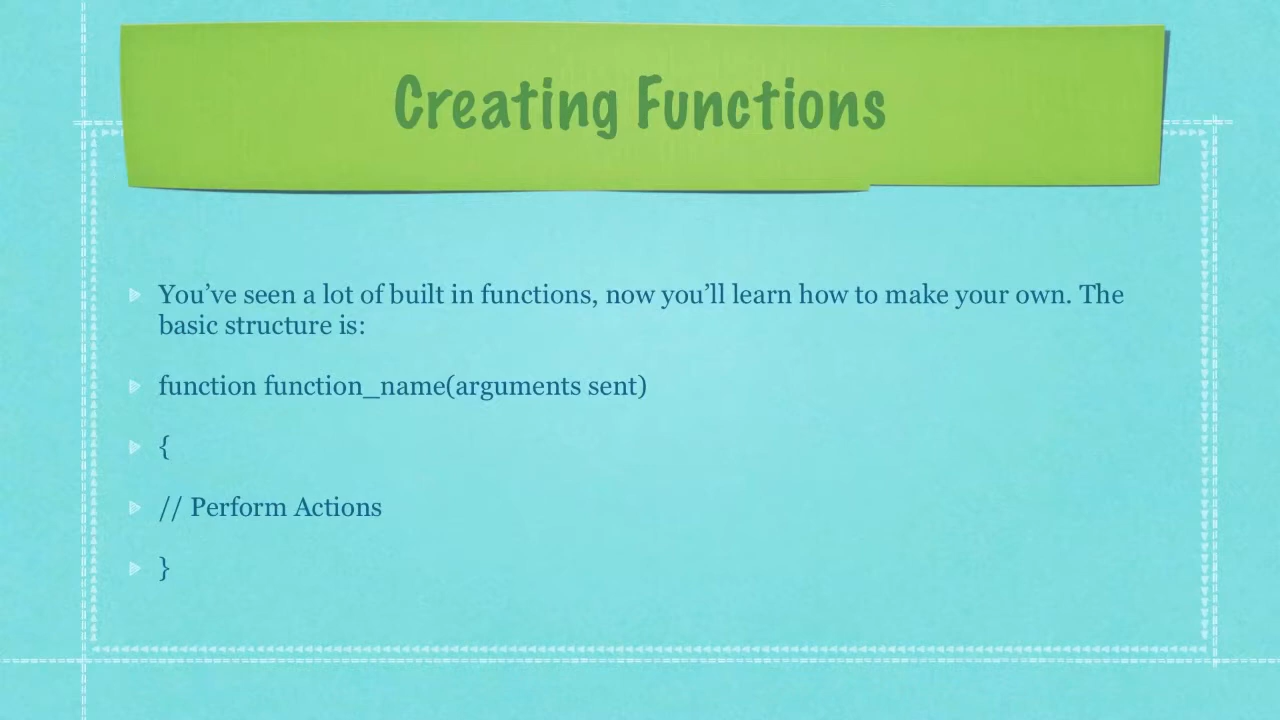 Creating Functions
You’ve seen a lot of built in functions, now you’ll learn how to make your own. The
basic structure is:
function function_name(arguments sent)
{
// Perform Actions
}